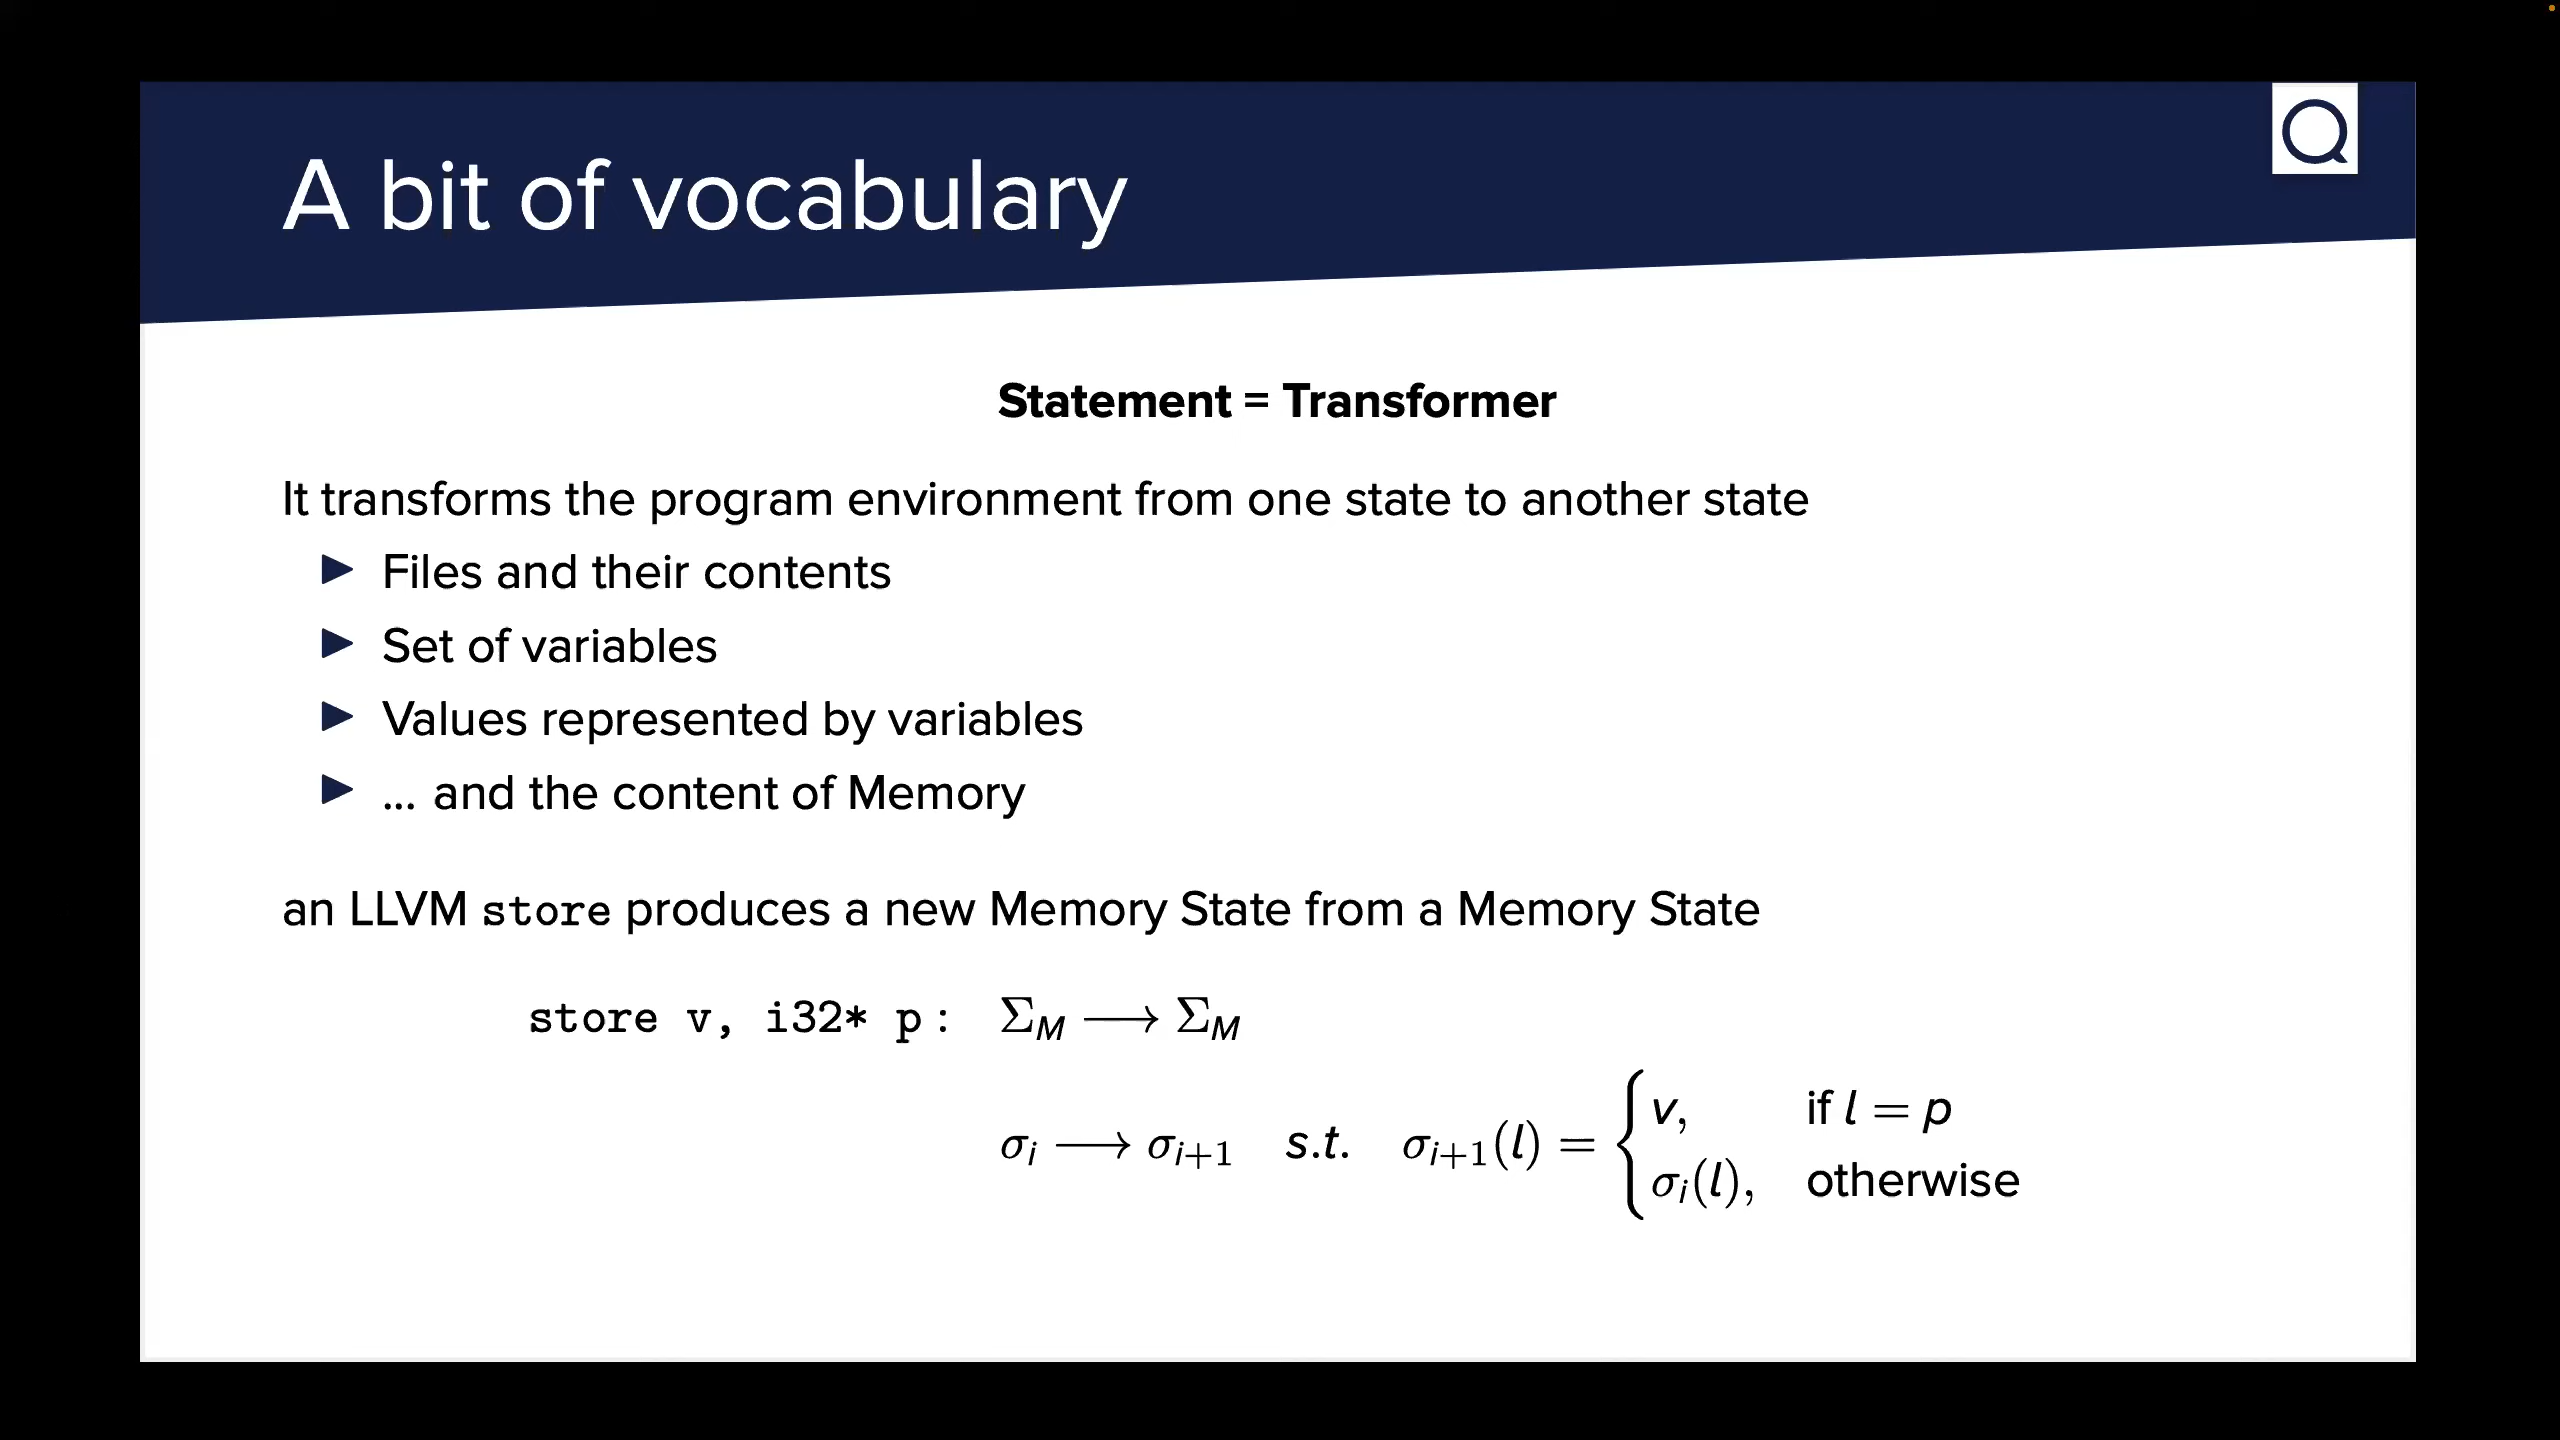 A bit of vocabulary
Statement = Transformer
It transforms the program environment from one state to another state
▶ Files and their contents
▶ Set of variables
▶ Values represented by variables
▶ ... and the content of Memory
an LLVM store produces a new Memory State from a Memory State
store v, i32* p : Σ_M ⟶ Σ_M
σ_i ⟶ σ_{i+1} s.t. σ_{i+1}(l) = { v, if l = p
σ_i(l), otherwise